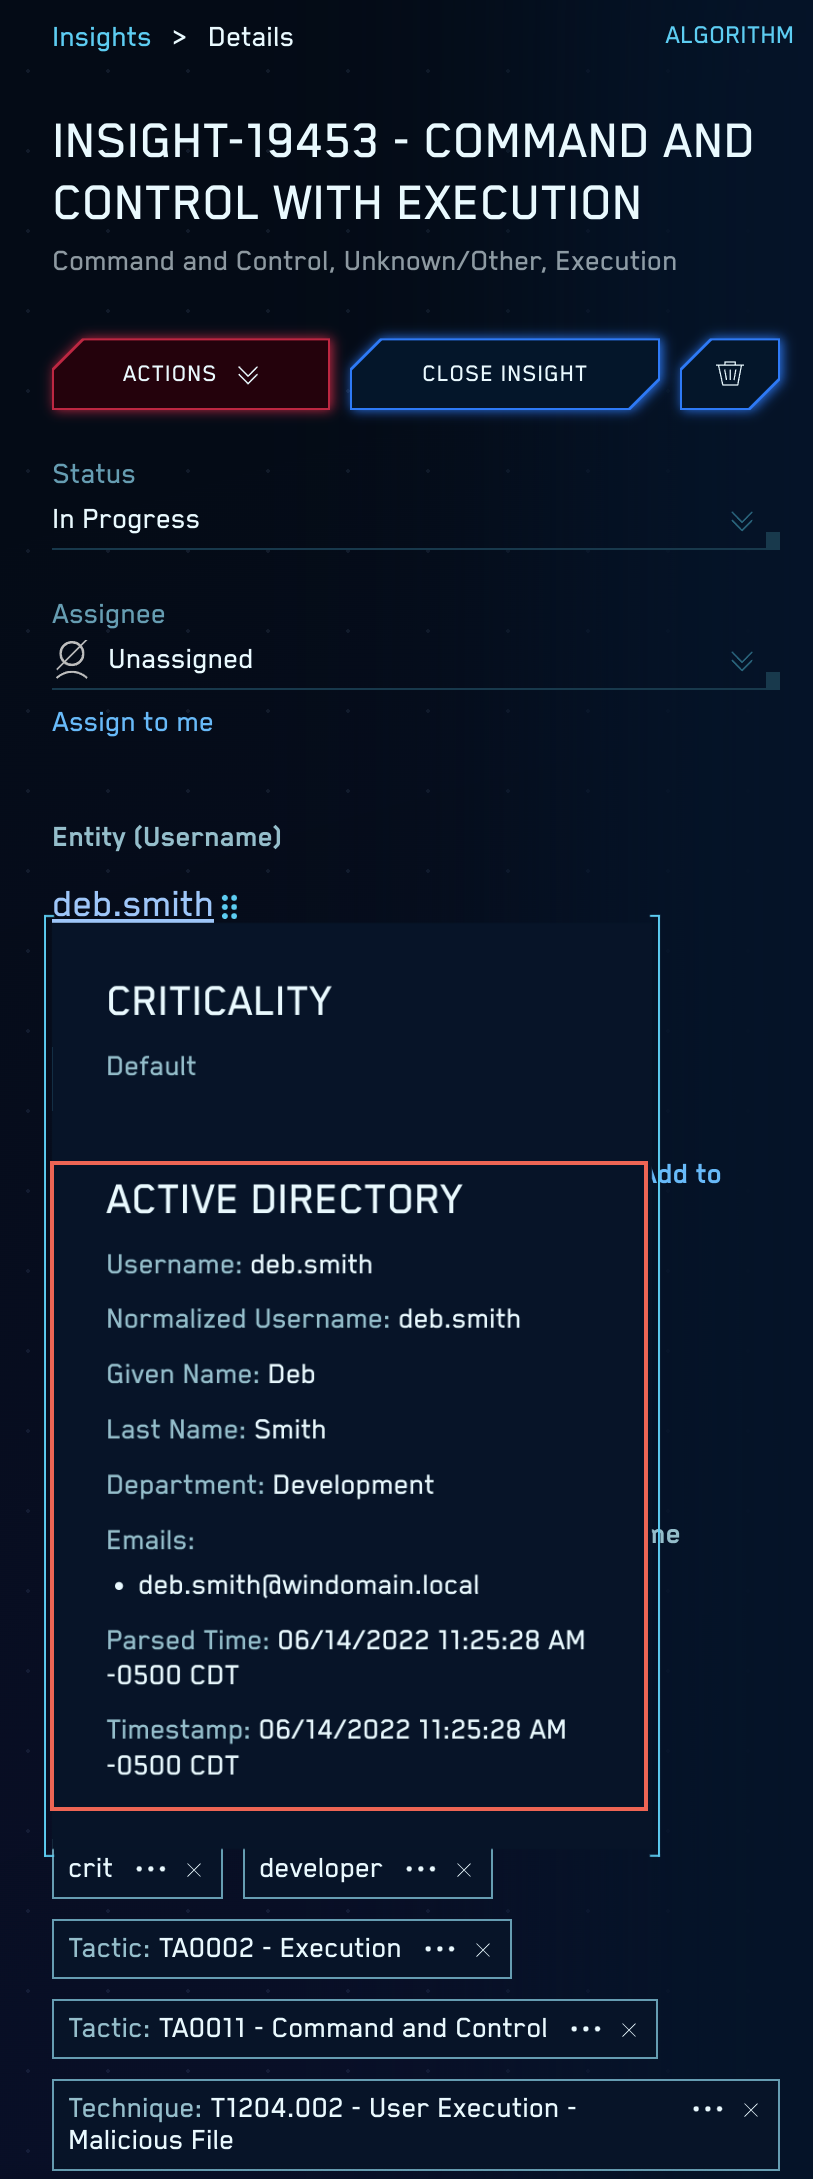 Insights > Details
ALGORITHM
INSIGHT-19453 - COMMAND AND
CONTROL WITH EXECUTION
Command and Control, Unknown/Other, Execution
ACTIONS
CLOSE INSIGHT
Status
In Progress
Assignee
Unassigned
Assign to me
Entity (Username)
deb.smith
CRITICALITY
Default
to
ACTIVE DIRECTORY
Username: deb.smith
Normalized Username: deb.smith
Given Name: Deb
Last Name: Smith
Department: Development
Emails:
• deb.smith@windomain.local
Parsed Time: 06/14/2022 11:25:28 AM
-0500 CDT
Timestamp: 06/14/2022 11:25:28 AM
-0500 CDT
crit ••• ×
developer ••• ×
Tactic: TA0002 - Execution ••• ×
Tactic: TA0011 - Command and Control ••• ×
Technique: T1204.002 - User Execution - ••• ×
Malicious File